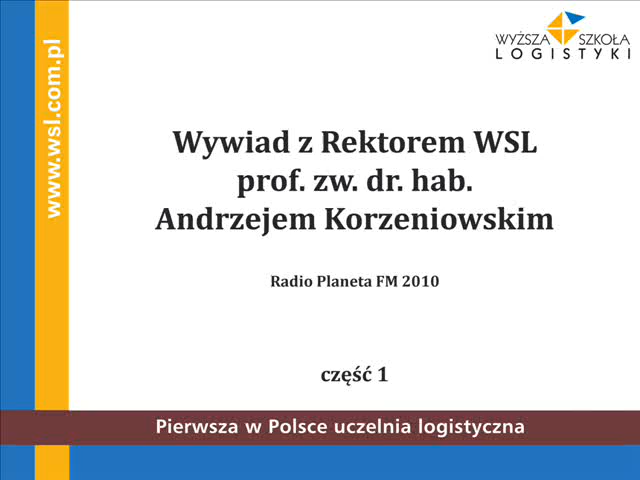 www.wsl.com.pl
WYŻSZA SZKOŁA
LOGISTYKI
Wywiad z Rektorem WSL
prof. zw. dr. hab.
Andrzejem Korzeniowskim
Radio Planeta FM 2010
część 1
Pierwsza w Polsce uczelnia logistyczna